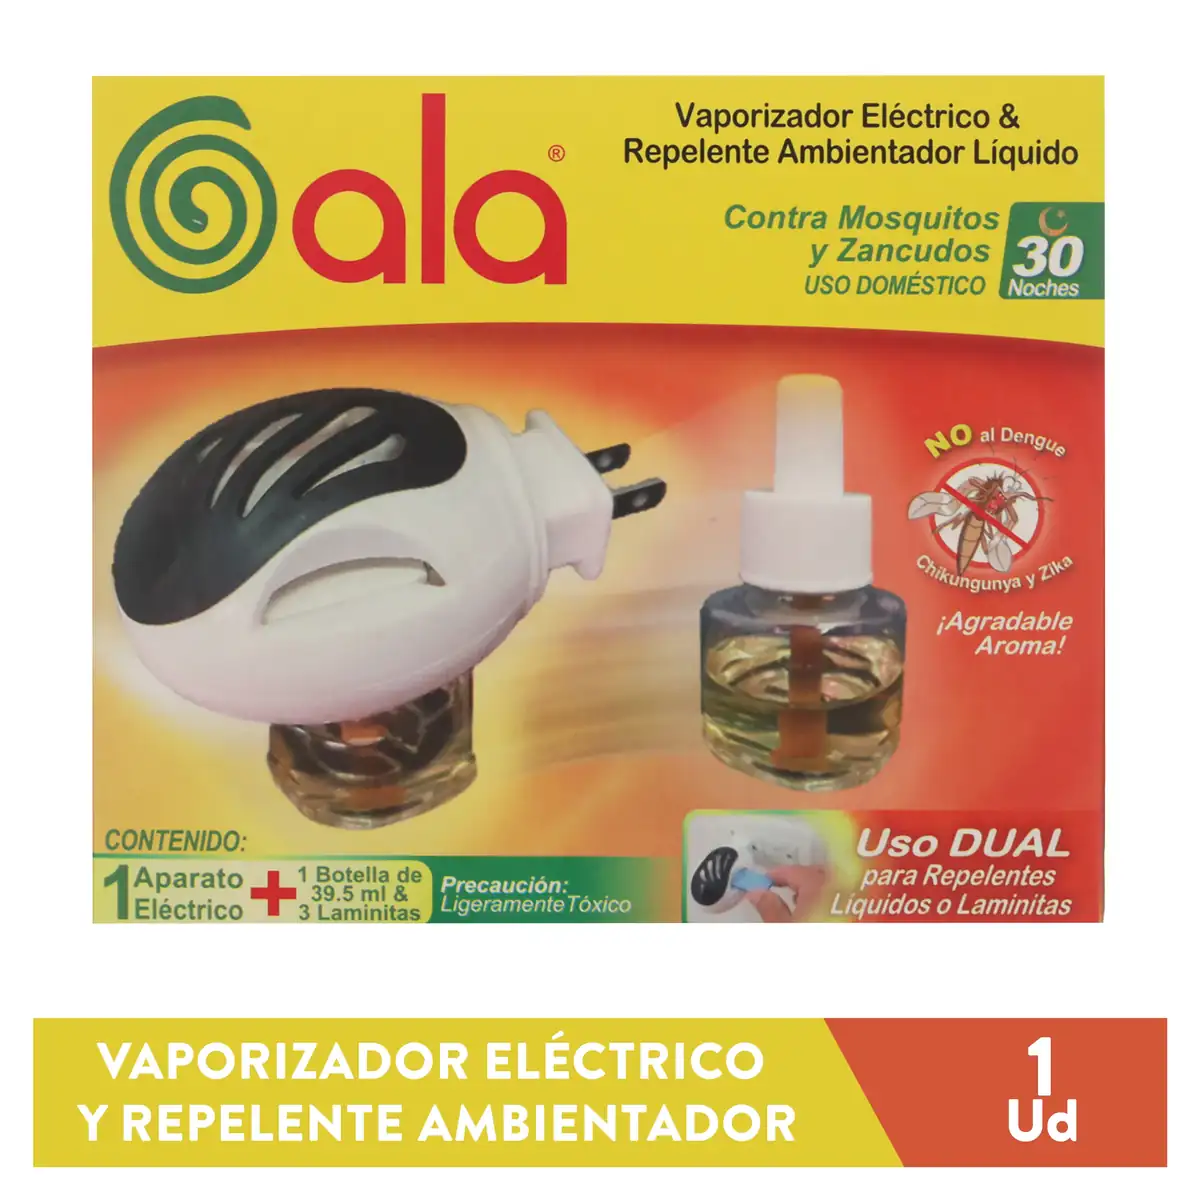 ala®
Vaporizador Eléctrico &
Repelente Ambientador Líquido
Contra Mosquitos
y Zancudos
USO DOMÉSTICO
30
Noches
NO al Dengue
Chikungunya y Zika
¡Agradable
Aroma!
CONTENIDO:
1 Aparato
Eléctrico
+
1 Botella de
39.5 ml &
3 Laminitas
Precaución:
Ligeramente Tóxico
Uso DUAL
para Repelentes
Líquidos o Laminitas
VAPORIZADOR ELÉCTRICO
Y REPELENTE AMBIENTADOR
1
Ud